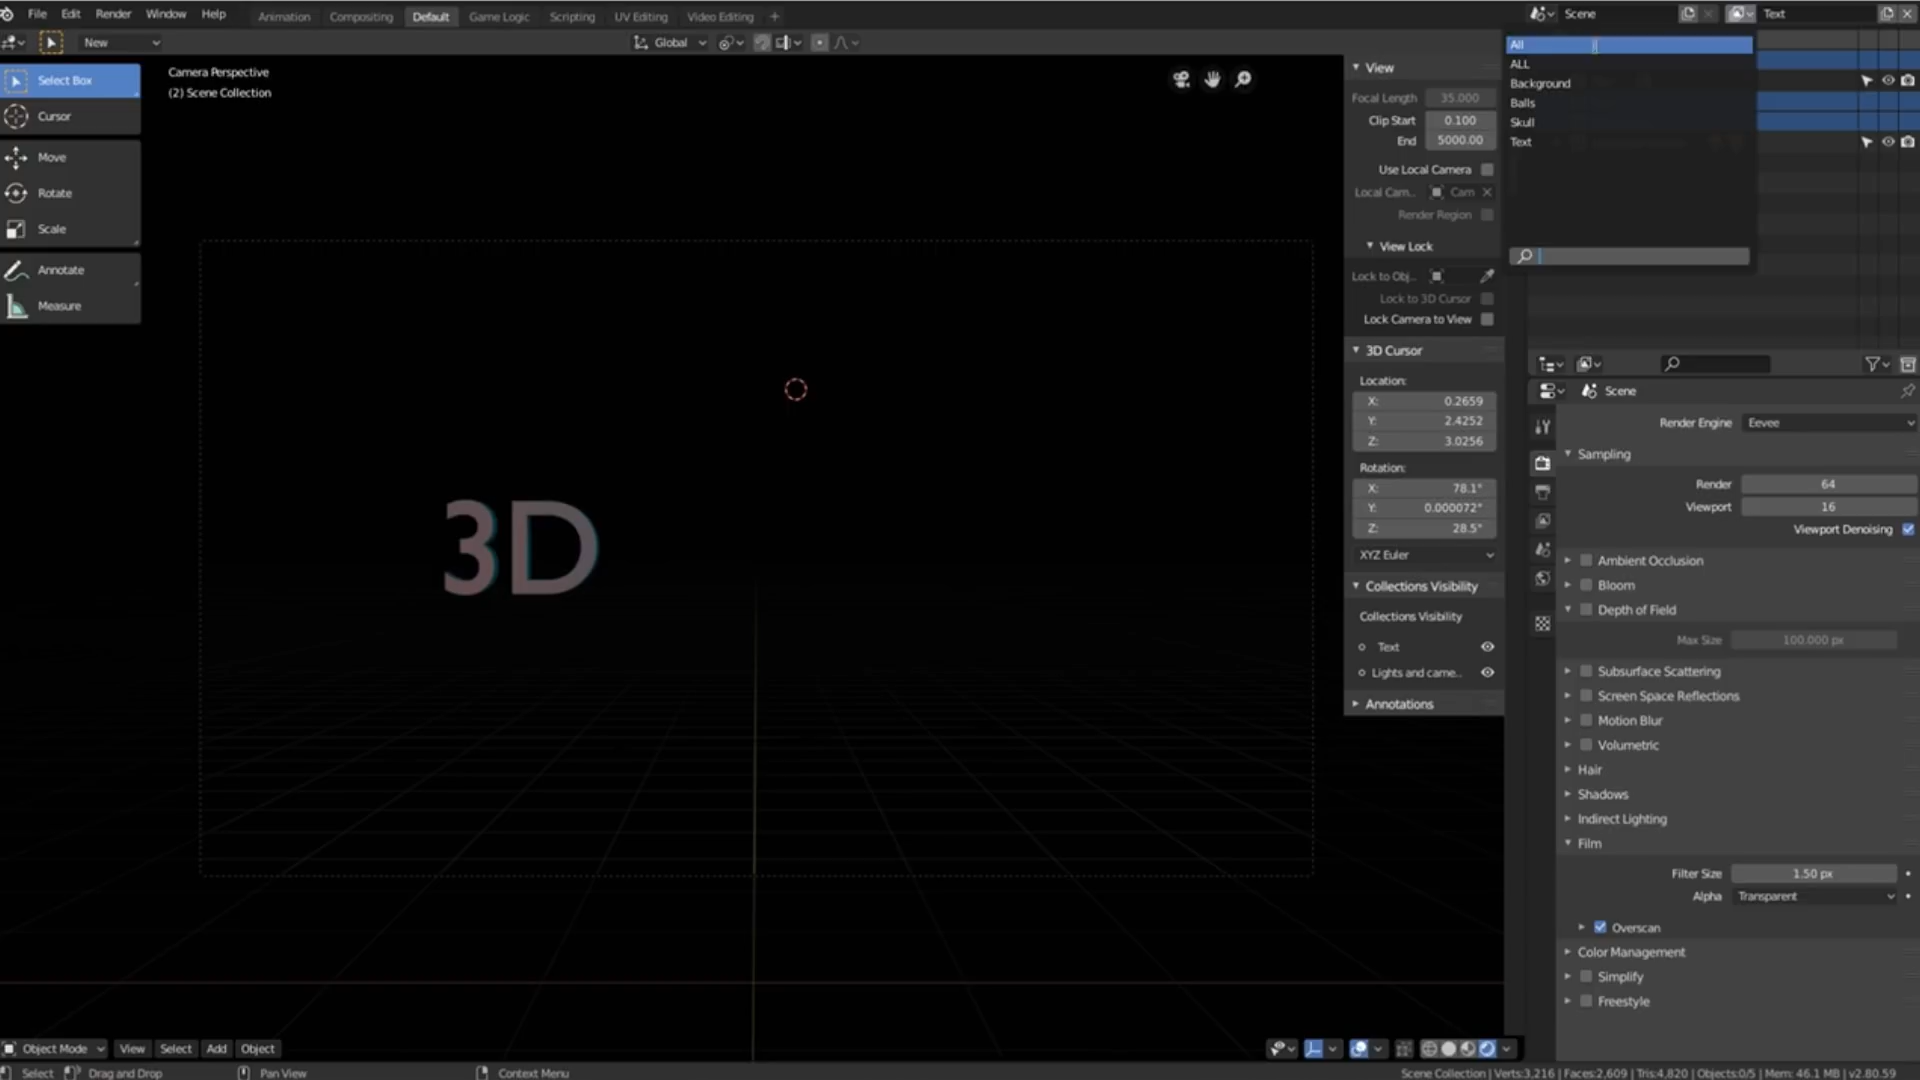 File Edit Render Window Help Animation Compositing Default Game Logic Scripting UV Editing Video Editing + Scene Text
New Global
Select Box
Cursor
Move
Rotate
Scale
Annotate
Measure
Camera Perspective
(2) Scene Collection
3D
All
ALL
Background
Balls
Skull
Text
View
Focal Length 35.000
Clip Start 0.100
End 5000.00
Use Local Camera
Local Cam.. Cam
Render Region
View Lock
Lock to Obj..
Lock to 3D Cursor
Lock Camera to View
3D Cursor
Location:
X: 0.2659
Y: 2.4252
Z: 3.0256
Rotation:
X: 78.1°
Y: 0.000072°
Z: 28.5°
XYZ Euler
Collections Visibility
Collections Visibility
Text
Lights and came..
Annotations
Scene
Render Engine Eevee
Sampling
Render 64
Viewport 16
Viewport Denoising
Ambient Occlusion
Bloom
Depth of Field
Max Size 100.000 px
Subsurface Scattering
Screen Space Reflections
Motion Blur
Volumetric
Hair
Shadows
Indirect Lighting
Film
Filter Size 1.50 px
Alpha Transparent
Overscan
Color Management
Simplify
Freestyle
Object Mode View Select Add Object
Select Drag and Drop Pan View Context Menu Scene Collection | Verts:3,216 | Faces:2,609 | Tris:4,820 | Objects:0/5 | Mem: 46.1 MB | v2.80.59